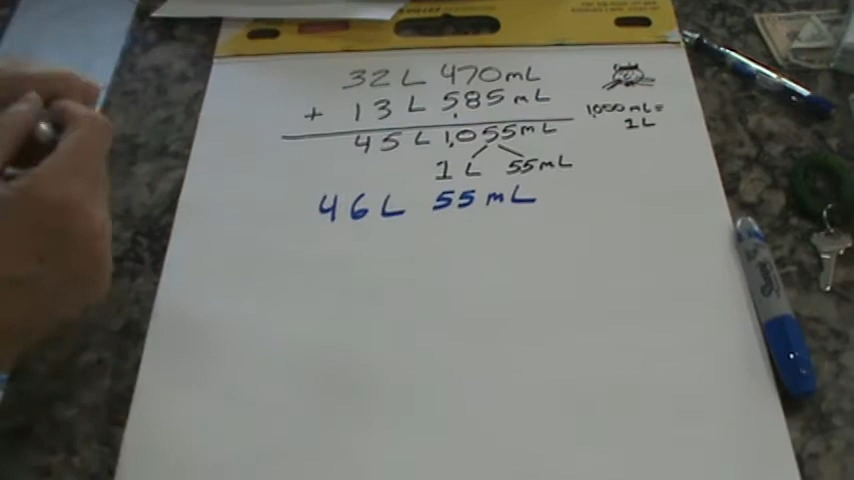 32 L 470 mL
+ 13 L 585 mL
45 L 1,055 mL
1 L 55 mL
46 L 55 mL
1,000 mL =
1 L
Sharpie